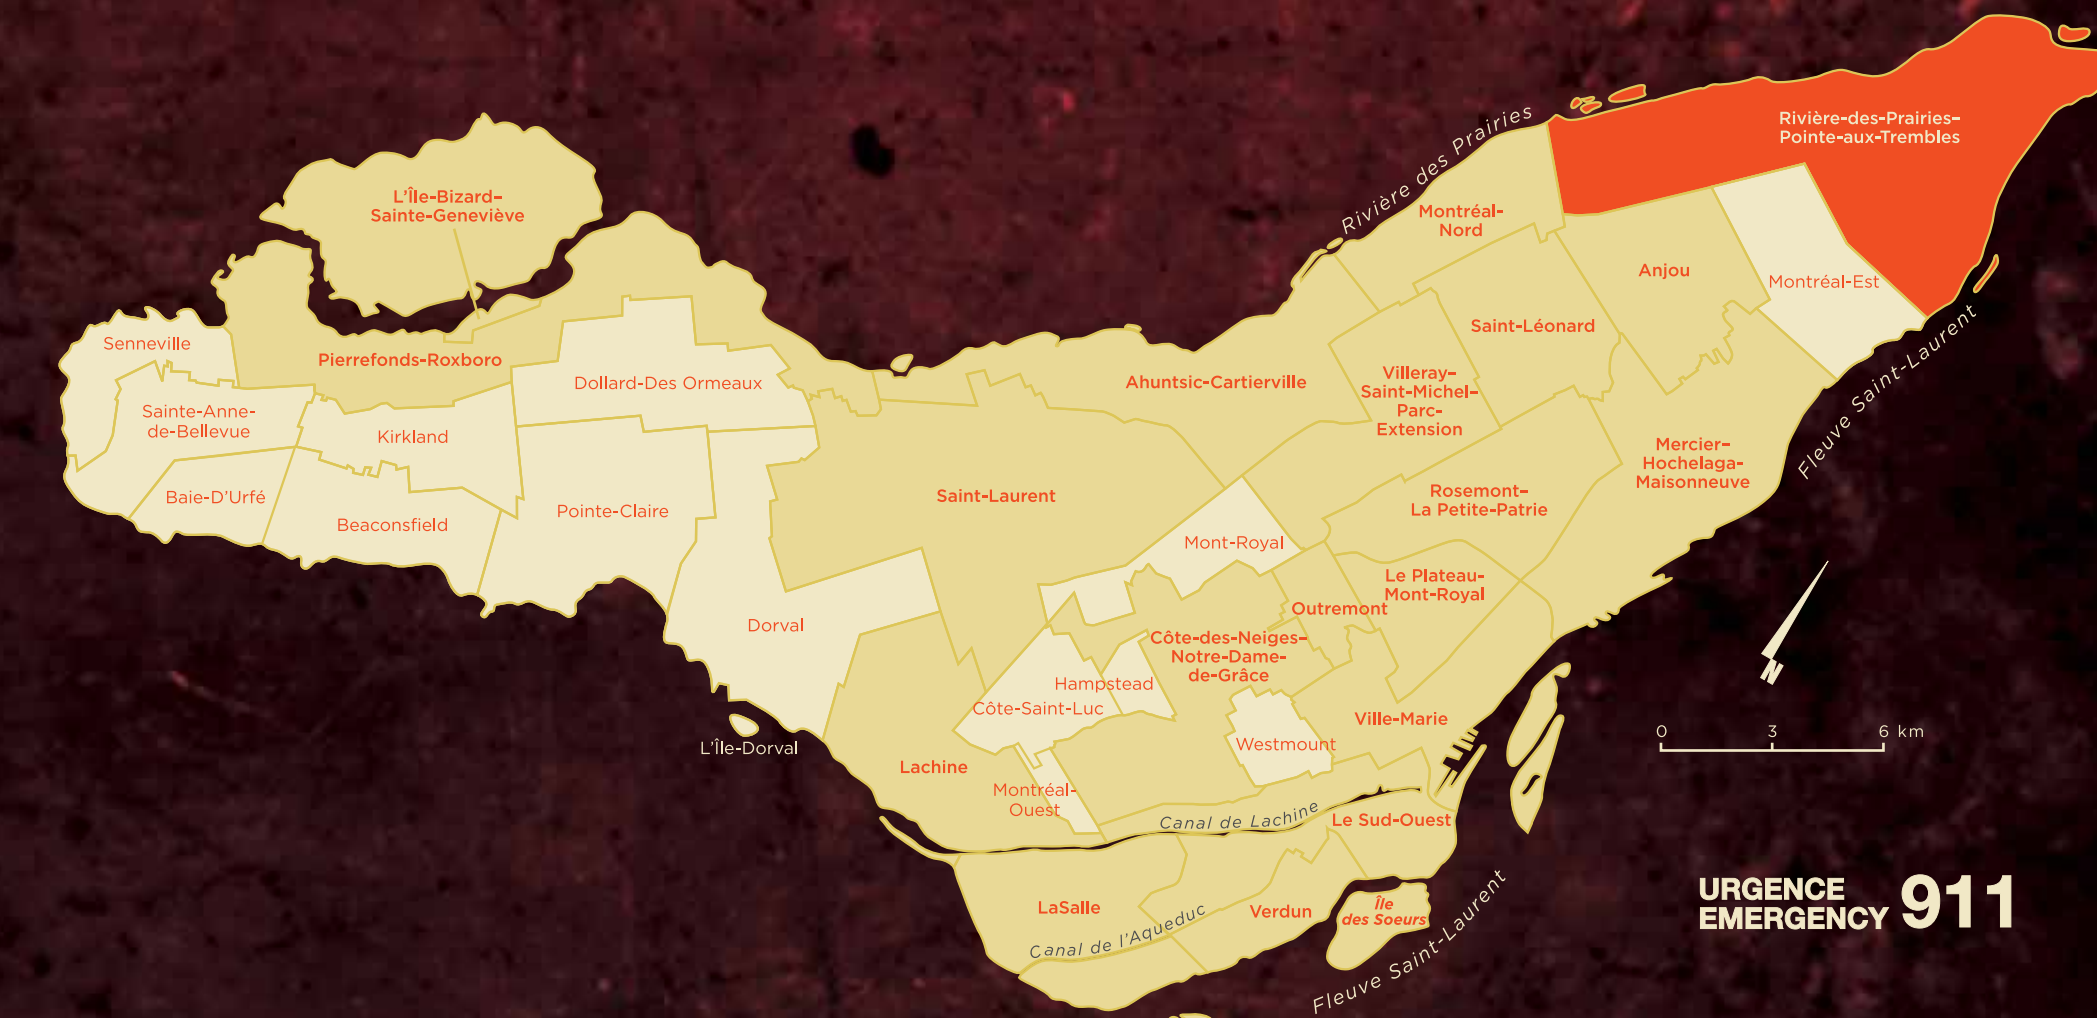 Rivière-des-Prairies–
Pointe-aux-Trembles
Rivière des Prairies
L'Île-Bizard–
Sainte-Geneviève
Montréal-
Nord
Anjou
Montréal-Est
Senneville
Pierrefonds-Roxboro
Saint-Léonard
Dollard-Des Ormeaux
Ahuntsic-Cartierville
Villeray–
Saint-Michel–
Parc-
Extension
Fleuve Saint-Laurent
Sainte-Anne-
de-Bellevue
Kirkland
Mercier–
Hochelaga-
Maisonneuve
Baie-D'Urfé
Beaconsfield
Pointe-Claire
Saint-Laurent
Rosemont–
La Petite-Patrie
Mont-Royal
Le Plateau-
Mont-Royal
Outremont
Dorval
Côte-des-Neiges–
Notre-Dame-
de-Grâce
Hampstead
Côte-Saint-Luc
Ville-Marie
Westmount
L'Île-Dorval
0 3 6 km
N
Lachine
Montréal-
Ouest
Canal de Lachine
Le Sud-Ouest
LaSalle
Canal de l'Aqueduc
Verdun
Île
des Soeurs
Fleuve Saint-Laurent
URGENCE
EMERGENCY 911